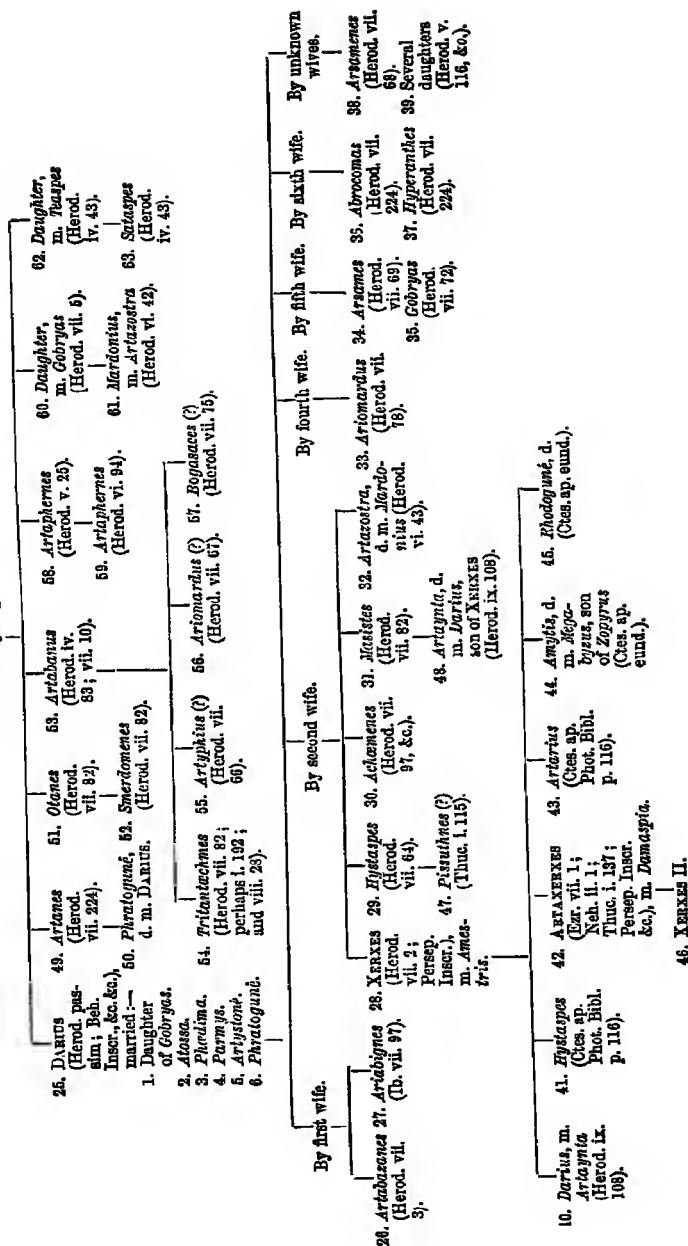 25. DARIUS
(Herod. pas-
sim; Beh.
Inscr., &c. &c.),
married:—
1. Daughter
of Gobryas.
2. Atossa.
3. Phædima.
4. Parmys.
5. Artystoné.
6. Phratoguné.
49. Artanes
(Herod.
vii. 224).
50. Phratoguné,
d. m. DARIUS.
51. Otanes
(Herod.
vii. 82).
52. Smerdomenes
(Herod. vii. 82).
53. Artabanus
(Herod. iv.
83; vii. 10).
54. Tritantæchmes
(Herod. vii. 82;
perhaps i. 192;
and viii. 26).
55. Artyphius (?)
(Herod. vii.
66).
56. Ariomardus (?)
(Herod. vii. 67).
57. Bogasaces (?)
(Herod. vii. 75).
58. Artaphernes
(Herod. v. 25).
59. Artaphernes
(Herod. vi. 94).
60. Daughter,
m. Gobryas
(Herod. vii. 5).
61. Mardonius,
m. Artazostra
(Herod. vi. 42).
62. Daughter,
m. Teaspes
(Herod.
iv. 43).
63. Sataspes
(Herod.
iv. 43).
By first wife.
By second wife.
By fourth wife.
By fifth wife.
By sixth wife.
By unknown
wives.
26. Artabazanes
(Herod. vii.
3).
27. Ariabignes
(Ib. vii. 97).
28. XERXES
(Herod.
vii. 2;
Persep.
Inscr.),
m. Ames-
tris.
29. Hystaspes
(Herod.
vii. 64).
47. Pissuthnes (?)
(Thuc. i. 115).
30. Achæmenes
(Herod. vii.
97, &c.).
31. Masistes
(Herod.
vii. 82).
48. Artaynta, d.
m. Darius,
son of XERXES
(Herod. ix. 108).
32. Artazostra,
d. m. Mardo-
nius (Herod.
vi. 43).
33. Ariomardus
(Herod. vii.
78).
34. Arsames
(Herod.
vii. 69).
35. Gobryas
(Herod.
vii. 72).
36. Abrocomas
(Herod. vii.
224).
37. Hyperanthes
(Herod. vii.
224).
38. Arsamenes
(Herod. vii.
68).
39. Several
daughters
(Herod. v.
116, &c.).
10. Darius, m.
Artaynta
(Herod. ix.
108).
41. Hystaspes
(Ctes. ap.
Phot. Bibl.
p. 116).
42. ARTAXERXES
(Ezr. vii. 1;
Neh. ii. 1;
Thuc. i. 137;
Persep. Inscr.
&c.), m. Damaspia.
46. XERXES II.
43. Artarius
(Ctes. ap.
Phot. Bibl.
p. 116).
44. Amytis, d.
m. Mega-
byzus, son
of Zopyrus
(Ctes. ap.
eund.).
45. Rhodoguné, d.
(Ctes. ap. eund.).